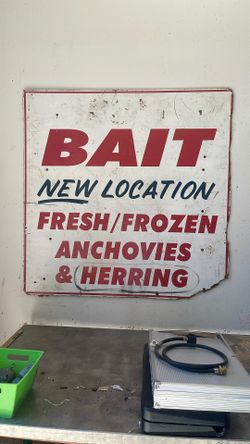 BAIT
NEW LOCATION
FRESH/FROZEN
ANCHOVIES
& HERRING